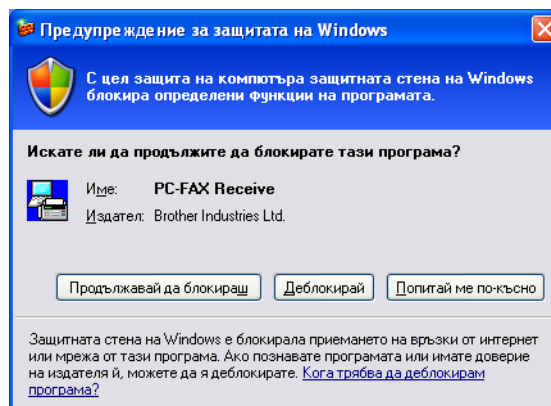 Предупреждение за защитата на Windows
С цел защита на компютъра защитната стена на Windows
блокира определени функции на програмата.
Искате ли да продължите да блокирате тази програма?
Име: PC-FAX Receive
Издател: Brother Industries Ltd.
Продължавай да блокираш Деблокирай Попитай ме по-късно
Защитната стена на Windows е блокирала приемането на връзки от интернет
или мрежа от тази програма. Ако познавате програмата или имате доверие
на издателя ѝ, можете да я деблокирате. Кога трябва да деблокирам
програма?